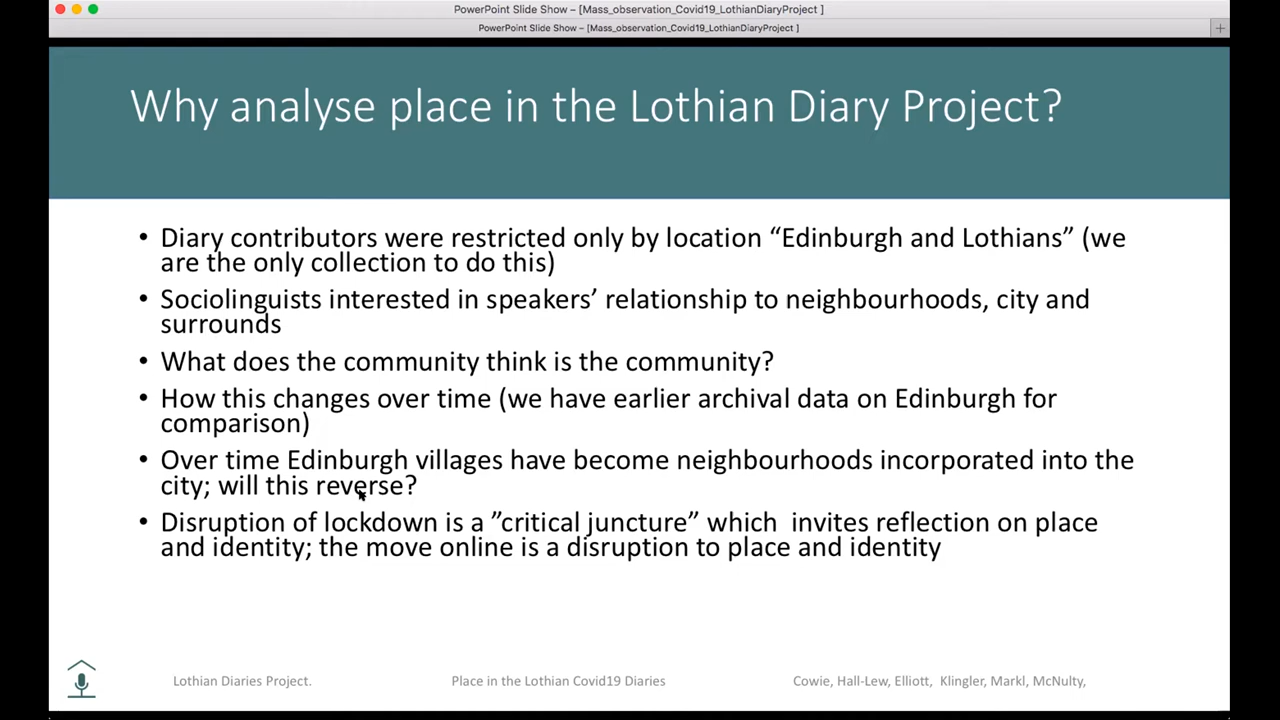 PowerPoint Slide Show – [Mass_observation_Covid19_LothianDiaryProject ]
PowerPoint Slide Show – [Mass_observation_Covid19_LothianDiaryProject ]
Why analyse place in the Lothian Diary Project?
• Diary contributors were restricted only by location “Edinburgh and Lothians” (we
are the only collection to do this)
• Sociolinguists interested in speakers’ relationship to neighbourhoods, city and
surrounds
• What does the community think is the community?
• How this changes over time (we have earlier archival data on Edinburgh for
comparison)
• Over time Edinburgh villages have become neighbourhoods incorporated into the
city; will this reverse?
• Disruption of lockdown is a ”critical juncture” which  invites reflection on place
and identity; the move online is a disruption to place and identity
Lothian Diaries Project.
Place in the Lothian Covid19 Diaries
Cowie, Hall-Lew, Elliott,  Klingler, Markl, McNulty,